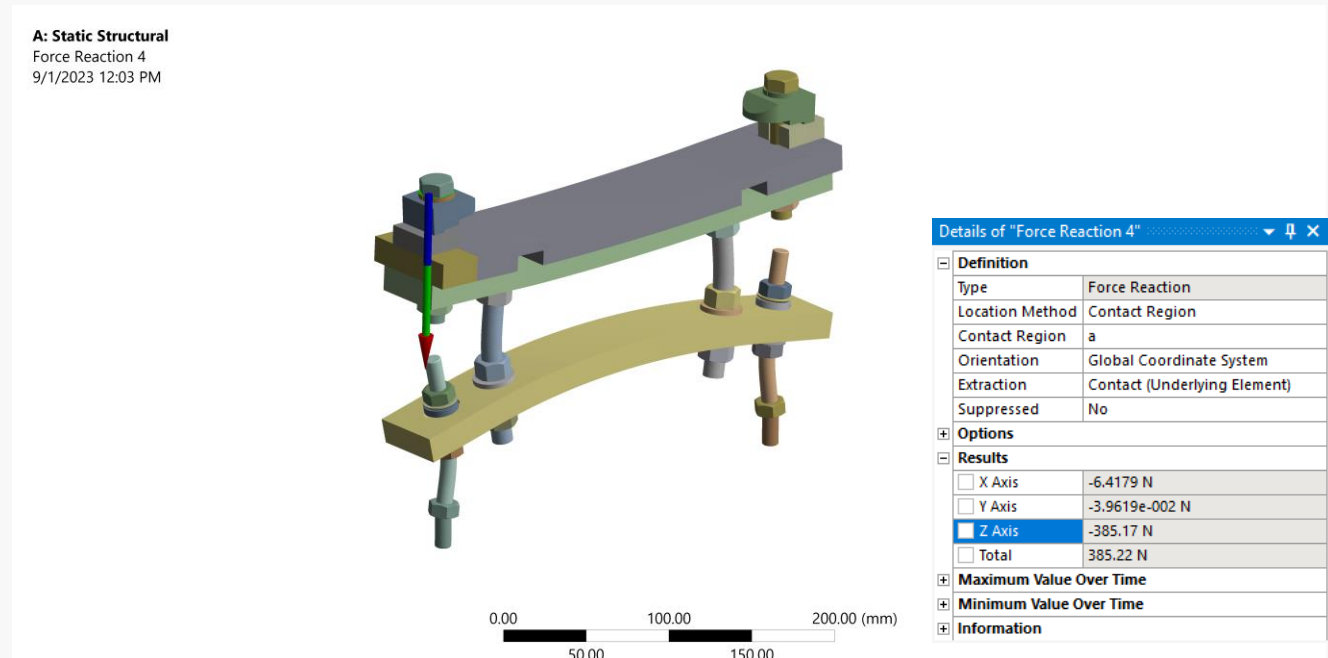 A: Static Structural
Force Reaction 4
9/1/2023 12:03 PM
Details of "Force Reaction 4"
Definition
Type Force Reaction
Location Method Contact Region
Contact Region a
Orientation Global Coordinate System
Extraction Contact (Underlying Element)
Suppressed No
Options
Results
X Axis -6.4179 N
Y Axis -3.9619e-002 N
Z Axis -385.17 N
Total 385.22 N
Maximum Value Over Time
Minimum Value Over Time
Information
0.00 100.00 200.00 (mm)
50.00 150.00